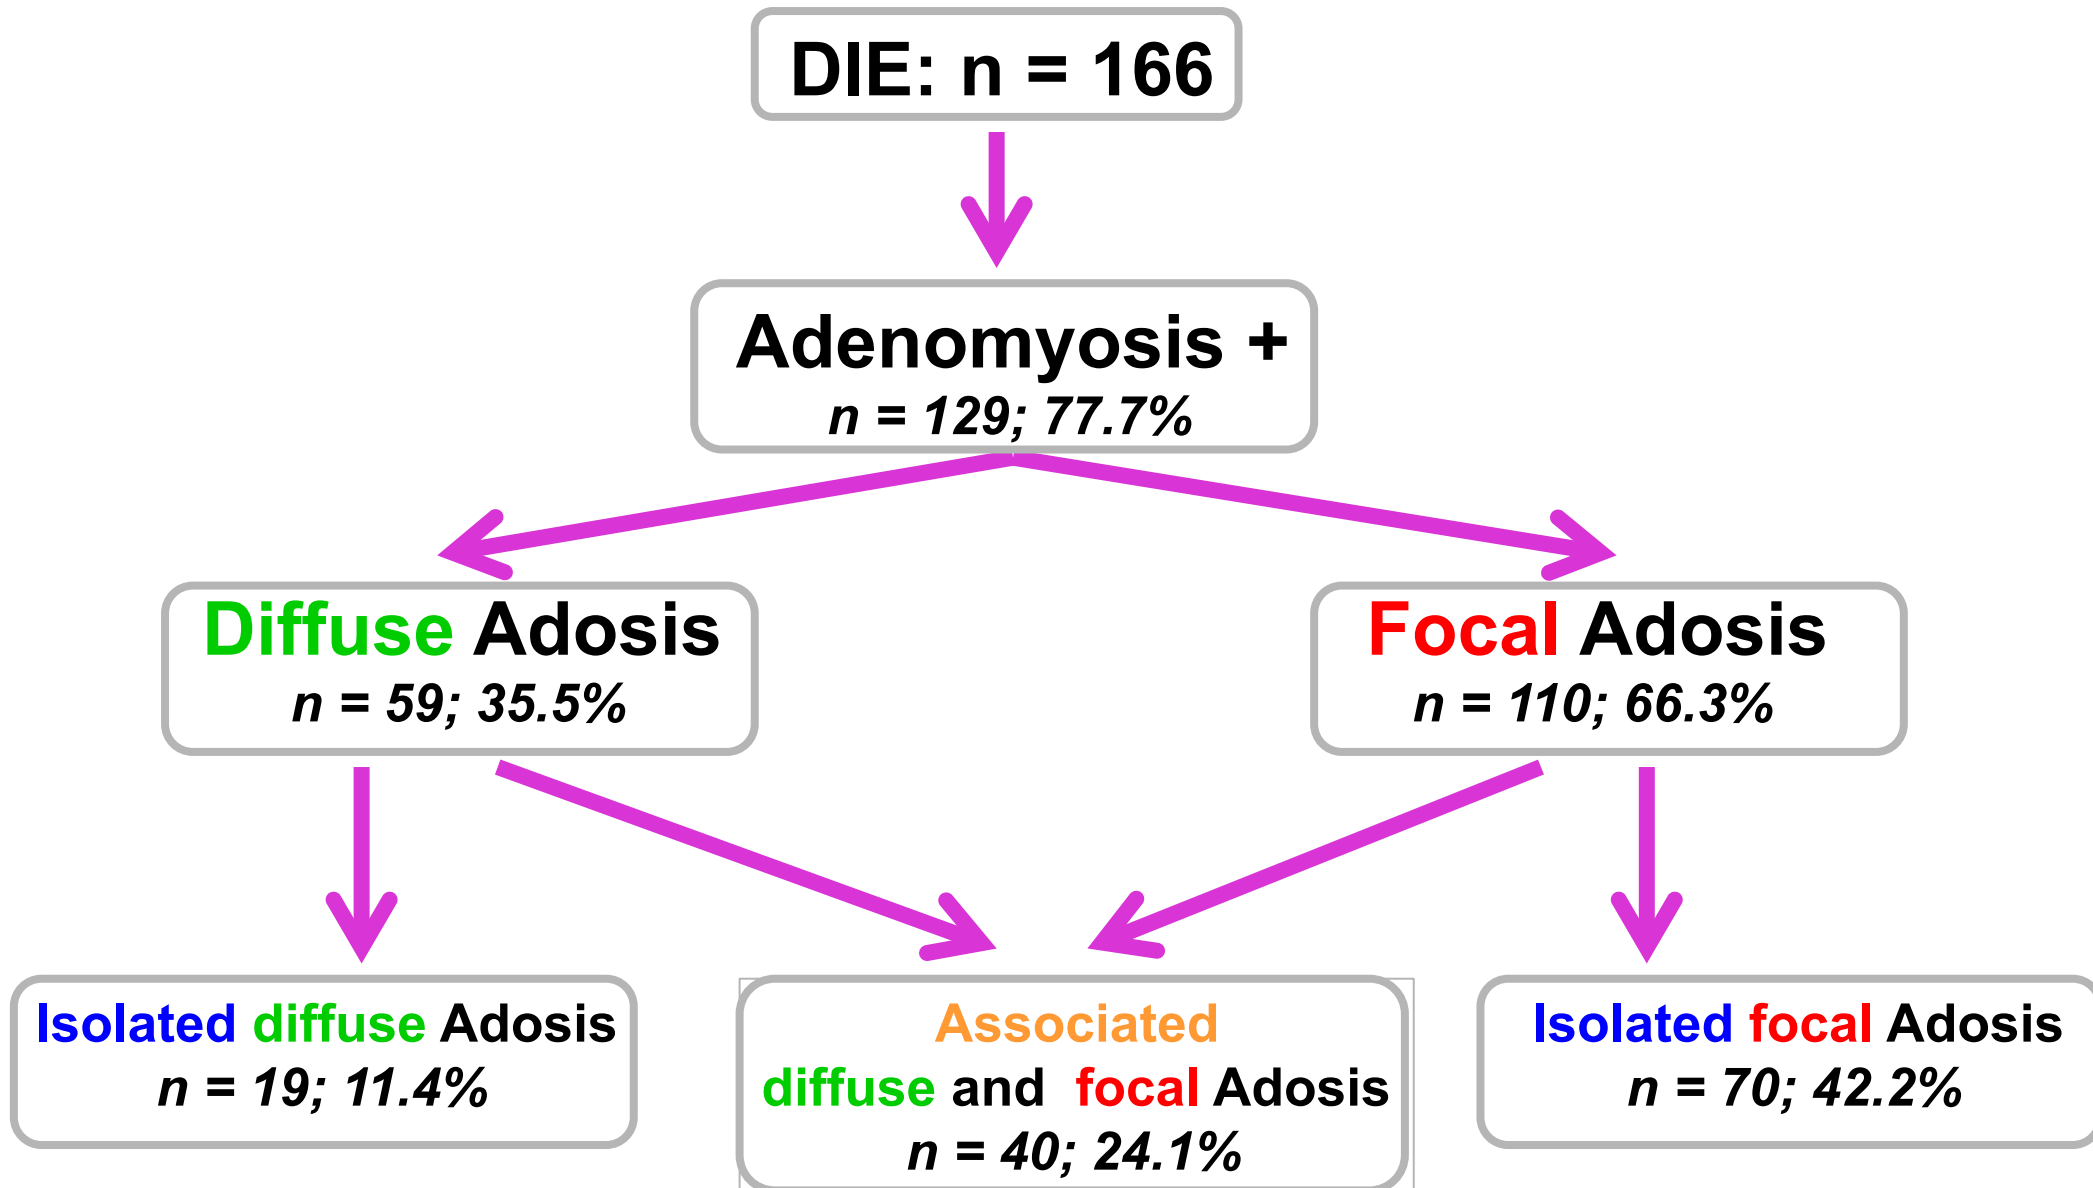 DIE: n = 166
Adenomyosis +
n = 129; 77.7%
Diffuse Adosis
n = 59; 35.5%
Focal Adosis
n = 110; 66.3%
Isolated diffuse Adosis
n = 19; 11.4%
Associated
diffuse and focal Adosis
n = 40; 24.1%
Isolated focal Adosis
n = 70; 42.2%